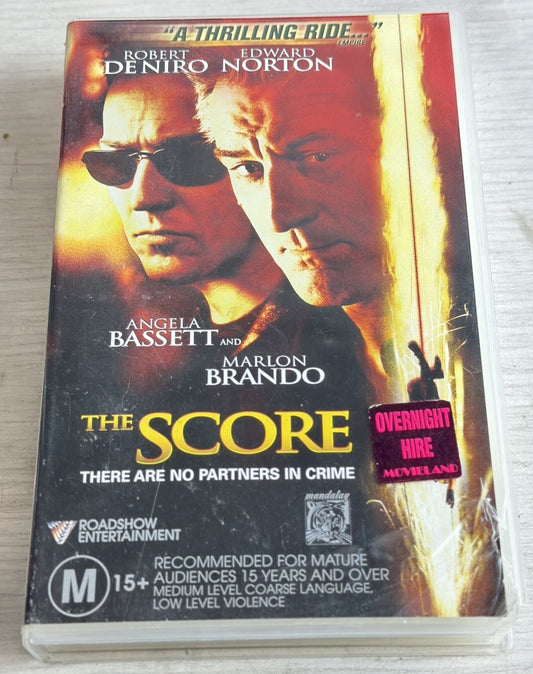 "A THRILLING RIDE..."
EMPIRE
ROBERT EDWARD
DENIRO NORTON
ANGELA
BASSETT AND
MARLON
BRANDO
THE SCORE
THERE ARE NO PARTNERS IN CRIME
OVERNIGHT
HIRE
MOVIELAND
mandalay
ROADSHOW
ENTERTAINMENT
M 15+
RECOMMENDED FOR MATURE
AUDIENCES 15 YEARS AND OVER
MEDIUM LEVEL COARSE LANGUAGE,
LOW LEVEL VIOLENCE